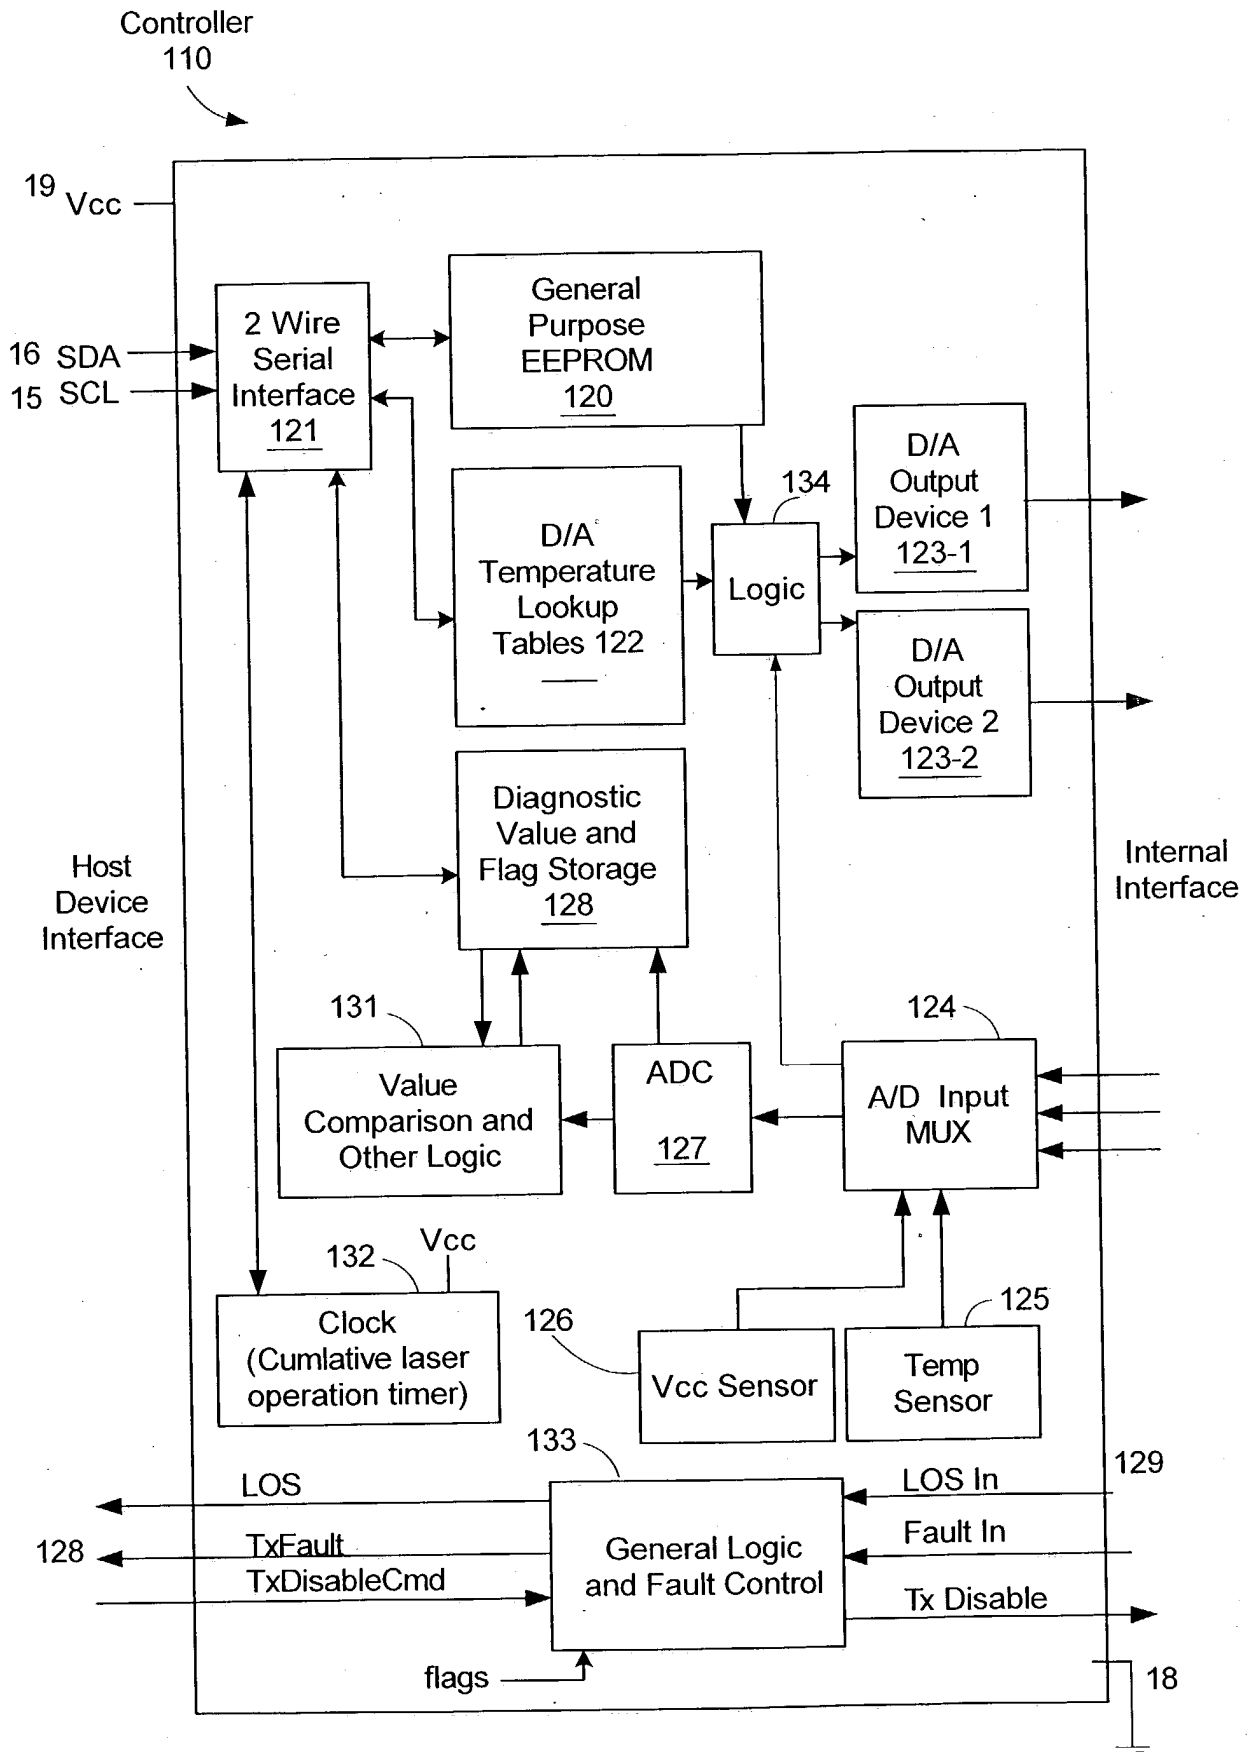 Controller
110
19
Vcc
16 SDA
15 SCL
2 Wire
Serial
Interface
121
General
Purpose
EEPROM
120
D/A
Temperature
Lookup
Tables 122
134
Logic
D/A
Output
Device 1
123-1
D/A
Output
Device 2
123-2
Host
Device
Interface
Internal
Interface
Diagnostic
Value and
Flag Storage
128
131
Value
Comparison and
Other Logic
ADC
127
124
A/D Input
MUX
132
Vcc
Clock
(Cumlative laser
operation timer)
126
Vcc Sensor
125
Temp
Sensor
133
General Logic
and Fault Control
LOS
128
TxFault
TxDisableCmd
flags
129
LOS In
Fault In
Tx Disable
18